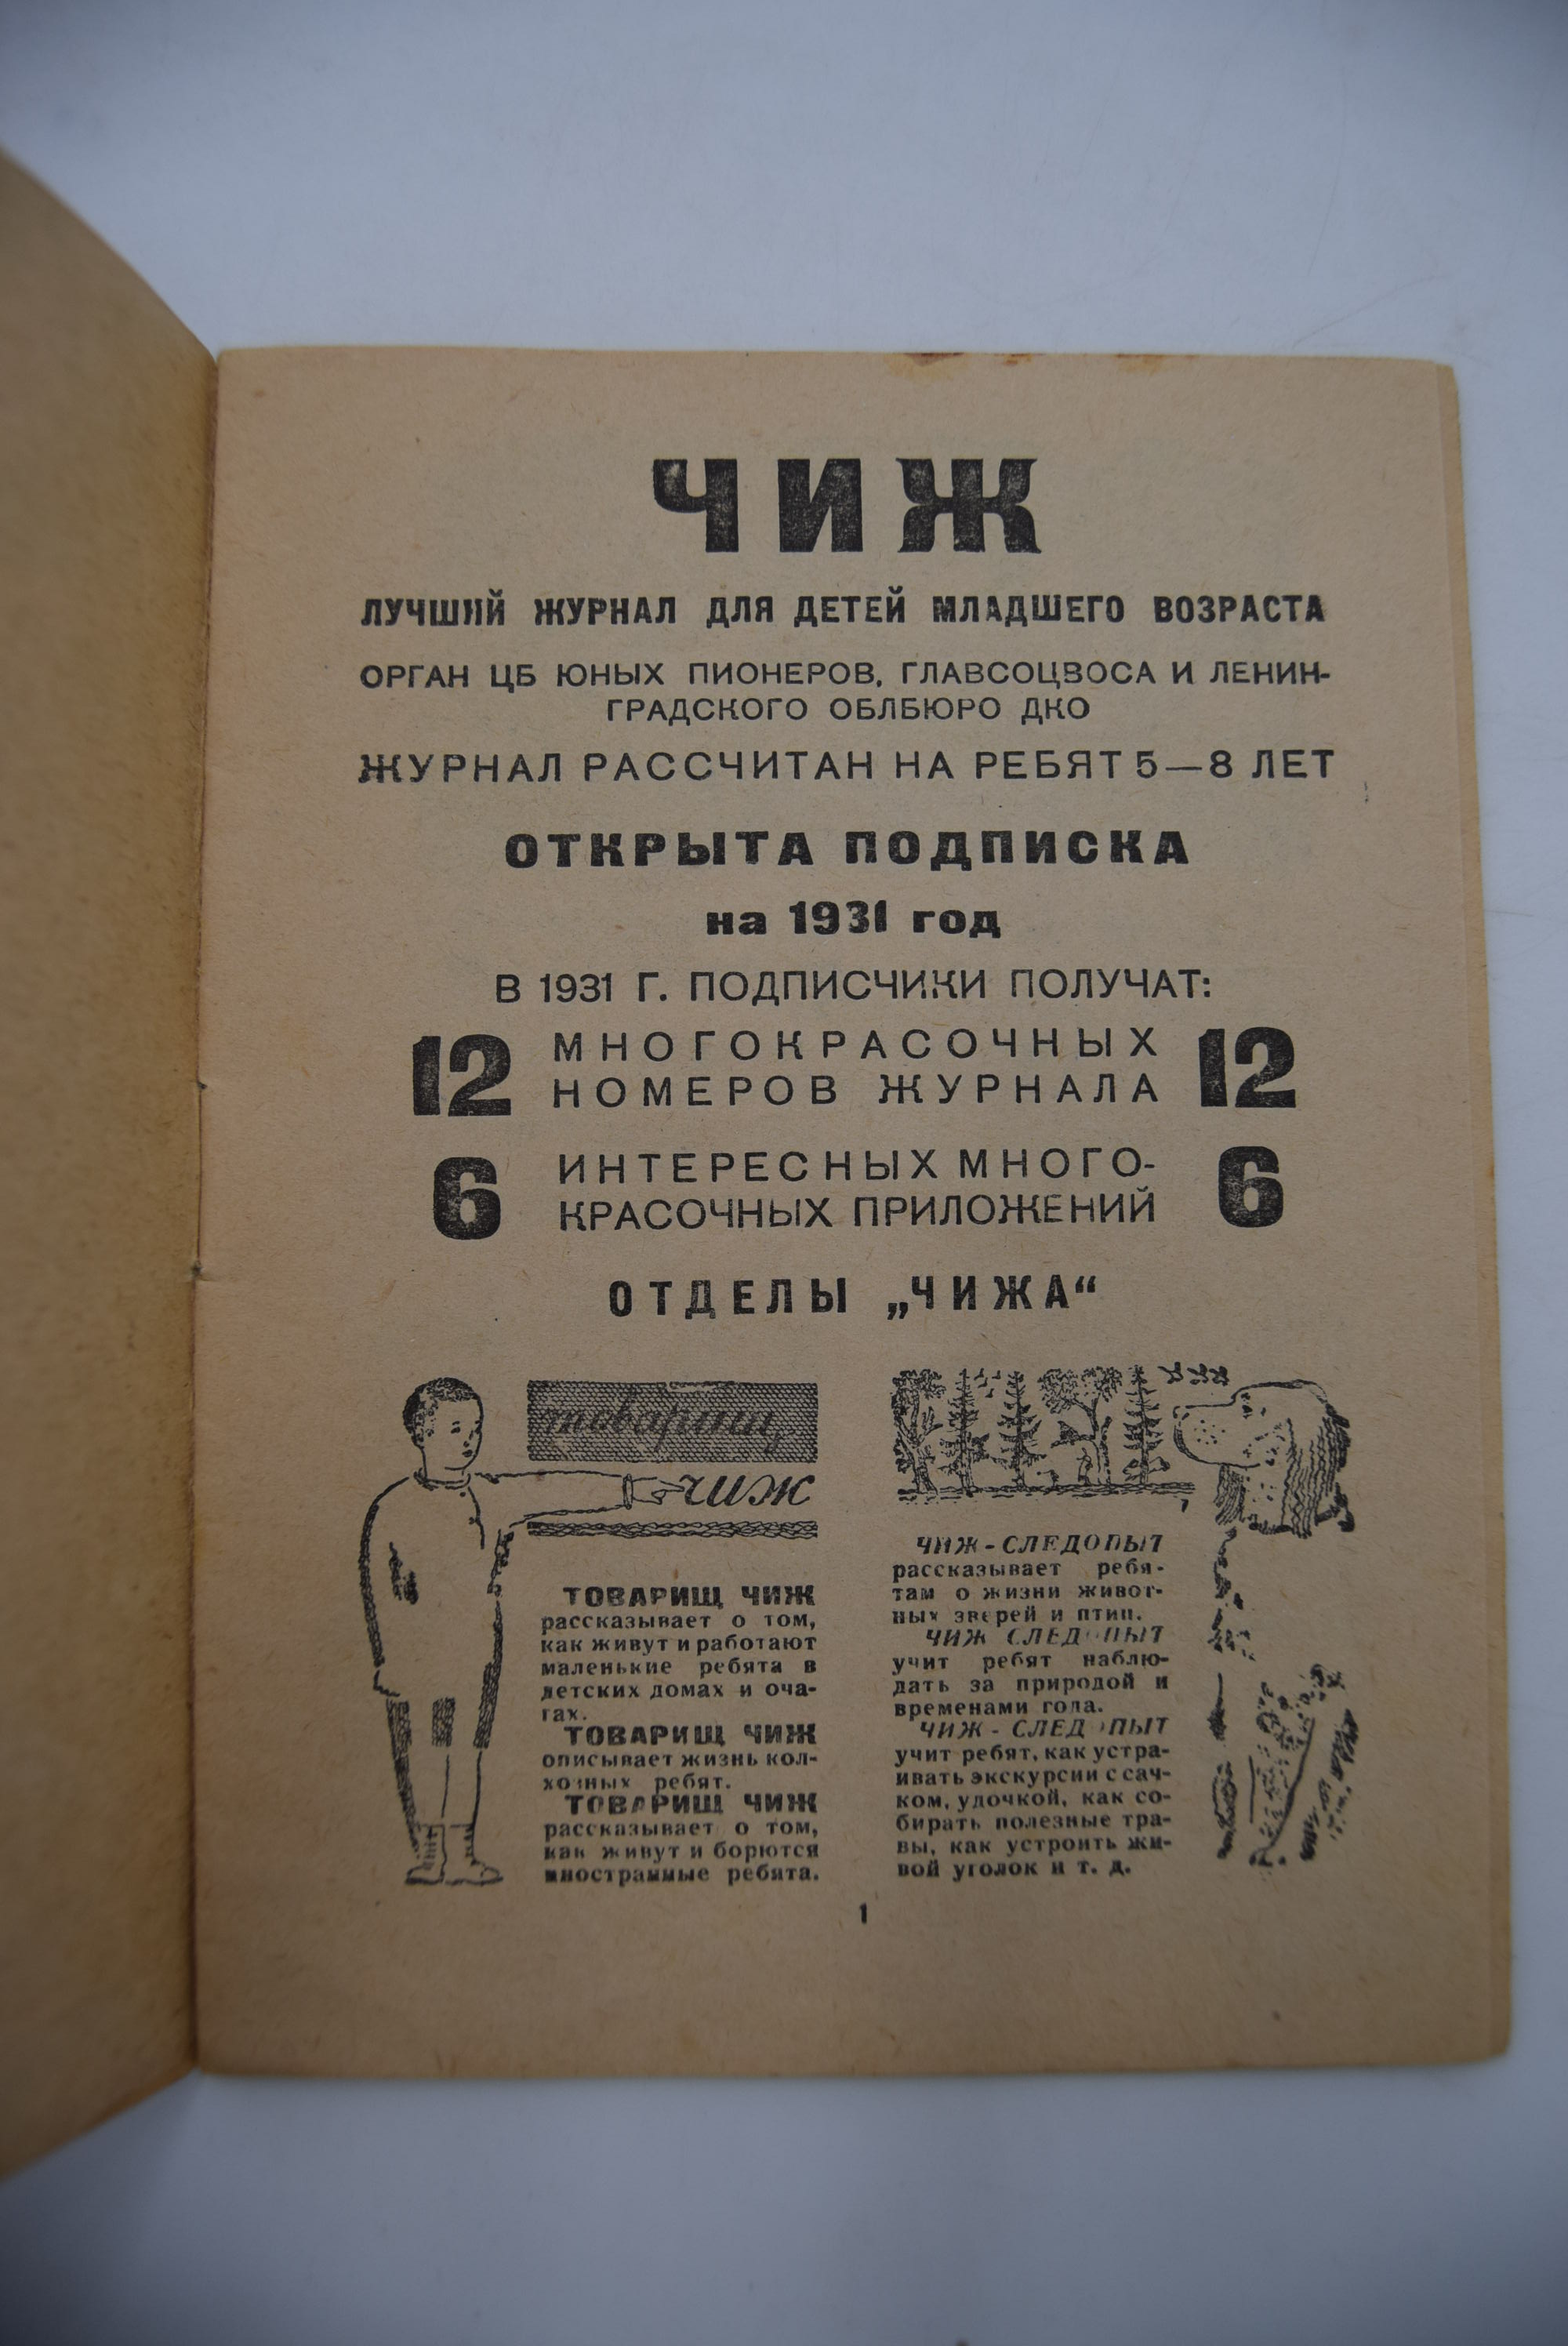 ЧИЖ
ЛУЧШИЙ ЖУРНАЛ ДЛЯ ДЕТЕЙ МЛАДШЕГО ВОЗРАСТА
ОРГАН ЦБ ЮНЫХ ПИОНЕРОВ, ГЛАВСОЦВОСА И ЛЕНИН-
ГРАДСКОГО ОБЛБЮРО ДКО
ЖУРНАЛ РАССЧИТАН НА РЕБЯТ 5—8 ЛЕТ
ОТКРЫТА ПОДПИСКА
на 1931 год
В 1931 Г. ПОДПИСЧИКИ ПОЛУЧАТ:
12 МНОГОКРАСОЧНЫХ 12
НОМЕРОВ ЖУРНАЛА
6 ИНТЕРЕСНЫХ МНОГО- 6
КРАСОЧНЫХ ПРИЛОЖЕНИЙ
ОТДЕЛЫ „ЧИЖА“
товарищ
чиж
ТОВАРИЩ ЧИЖ
рассказывает о том,
как живут и работают
маленькие ребята в
детских домах и оча-
гах.
ТОВАРИЩ ЧИЖ
описывает жизнь кол-
хозных ребят.
ТОВАРИЩ ЧИЖ
рассказывает о том,
как живут и борются
иностранные ребята.
ЧИЖ-СЛЕДОПЫТ
рассказывает ребя-
там о жизни живот-
ных зверей и птиц.
ЧИЖ СЛЕДОПЫТ
учит ребят наблю-
дать за природой и
временами года.
ЧИЖ-СЛЕДОПЫТ
учит ребят, как устра-
ивать экскурсии с сач-
ком, удочкой, как со-
бирать полезные тра-
вы, как устроить жи-
вой уголок и т. д.
1